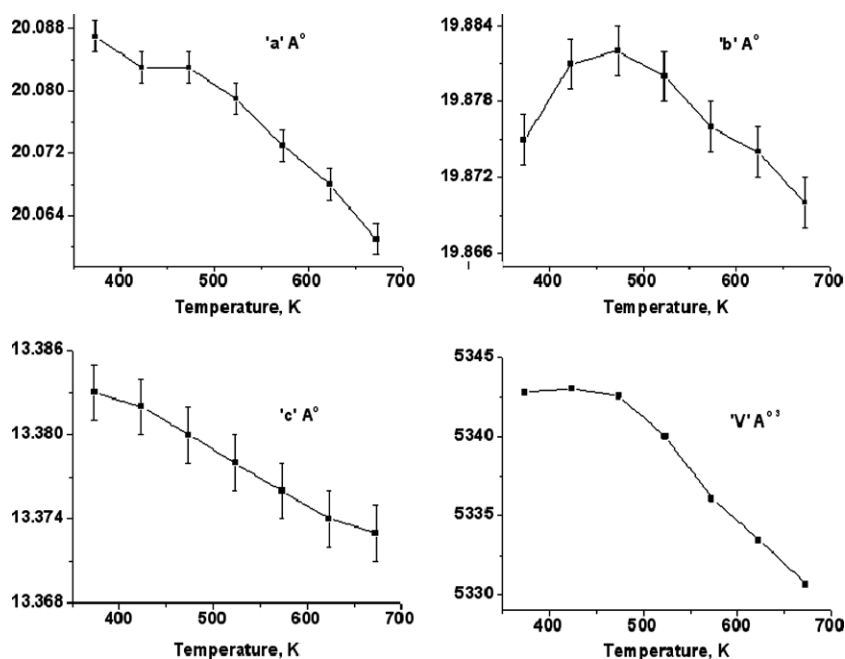 'a' A°
20.088
20.080
20.072
20.064
400 500 600 700
Temperature, K
'b' A°
19.884
19.878
19.872
19.866
400 500 600 700 800
Temperature, K
'c' A°
13.386
13.380
13.374
13.368
400 500 600 700
Temperature, K
'V' A°³
5345
5340
5335
5330
400 500 600 700 800
Temperature, K